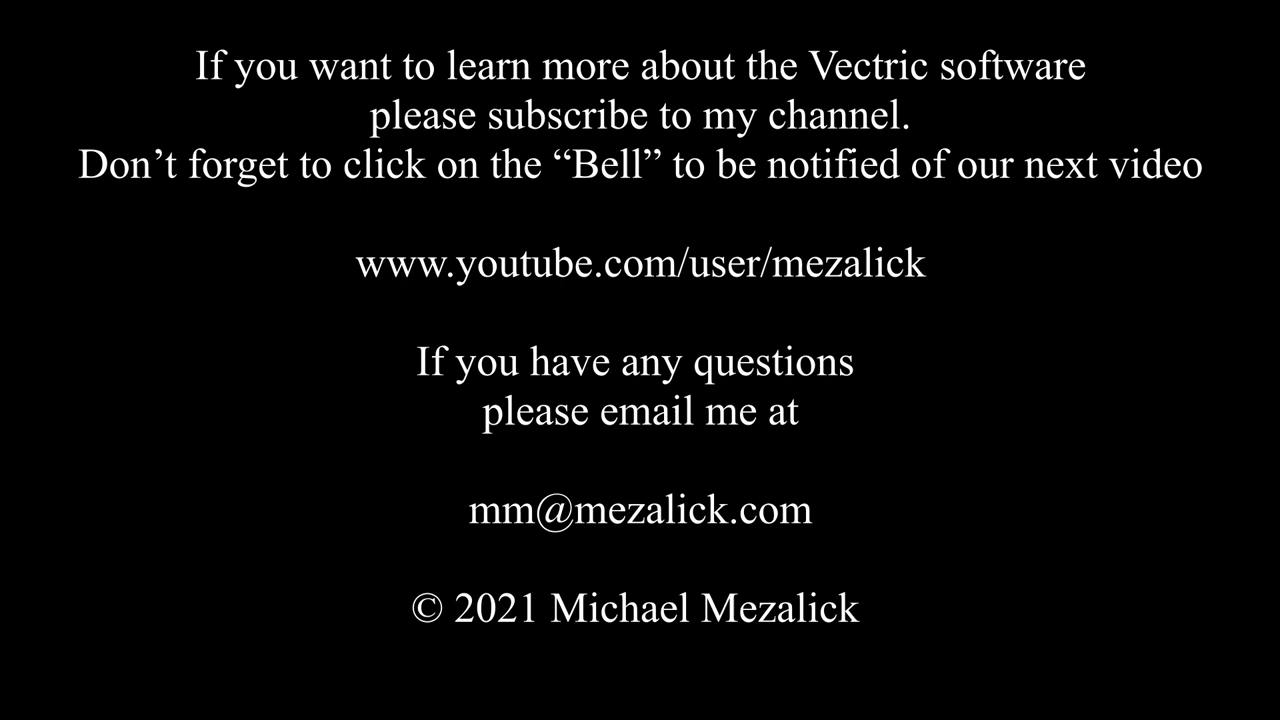 If you want to learn more about the Vectric software
please subscribe to my channel.
Don’t forget to click on the “Bell” to be notified of our next video
www.youtube.com/user/mezalick
If you have any questions
please email me at
mm@mezalick.com
© 2021 Michael Mezalick